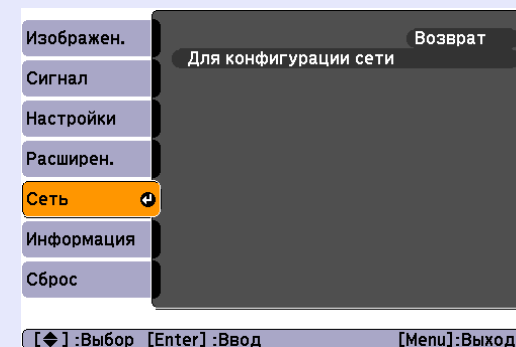 Изображен.
Сигнал
Настройки
Расширен.
Сеть
Информация
Сброс
Возврат
Для конфигурации сети
[◆] :Выбор [Enter] :Ввод [Menu]:Выход